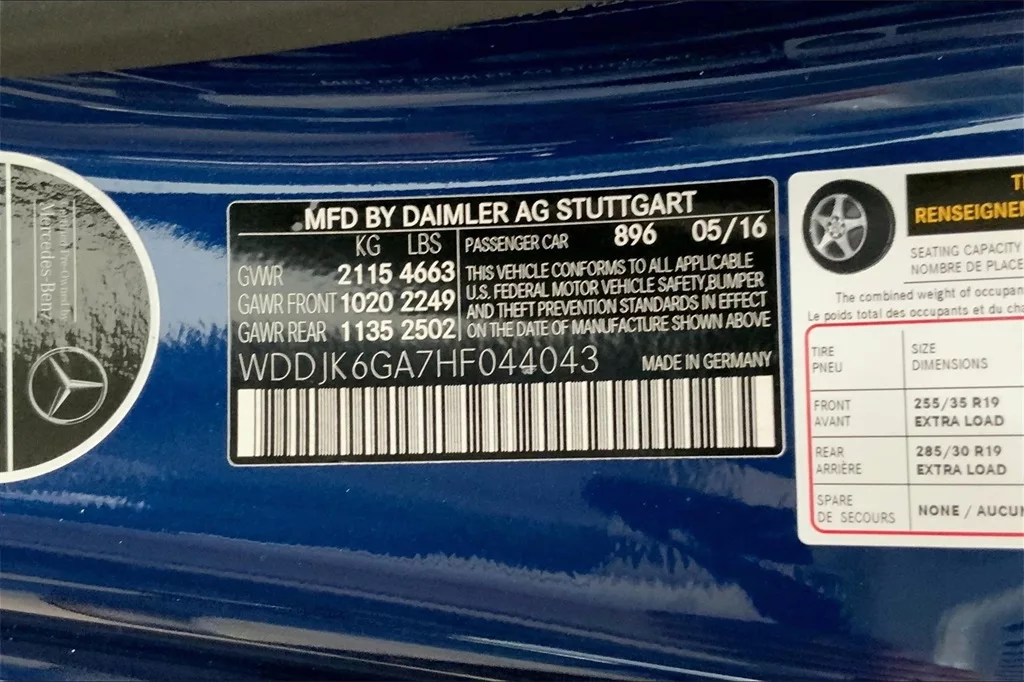 MFD BY DAIMLER AG STUTTGART
KG LBS
GVWR 2115 4663
GAWR FRONT 1020 2249
GAWR REAR 1135 2502
PASSENGER CAR 896 05/16
THIS VEHICLE CONFORMS TO ALL APPLICABLE
U.S. FEDERAL MOTOR VEHICLE SAFETY,BUMPER
AND THEFT PREVENTION STANDARDS IN EFFECT
ON THE DATE OF MANUFACTURE SHOWN ABOVE
WDDJK6GA7HF044043 MADE IN GERMANY
Mercedes-Benz
RENSEIGNE
SEATING CAPACITY
NOMBRE DE PLACE
The combined weight of occupan
Le poids total des occupants et du cha
TIRE SIZE
PNEU DIMENSIONS
FRONT 255/35 R19
AVANT EXTRA LOAD
REAR 285/30 R19
ARRIÈRE EXTRA LOAD
SPARE
DE SECOURS NONE / AUCUN